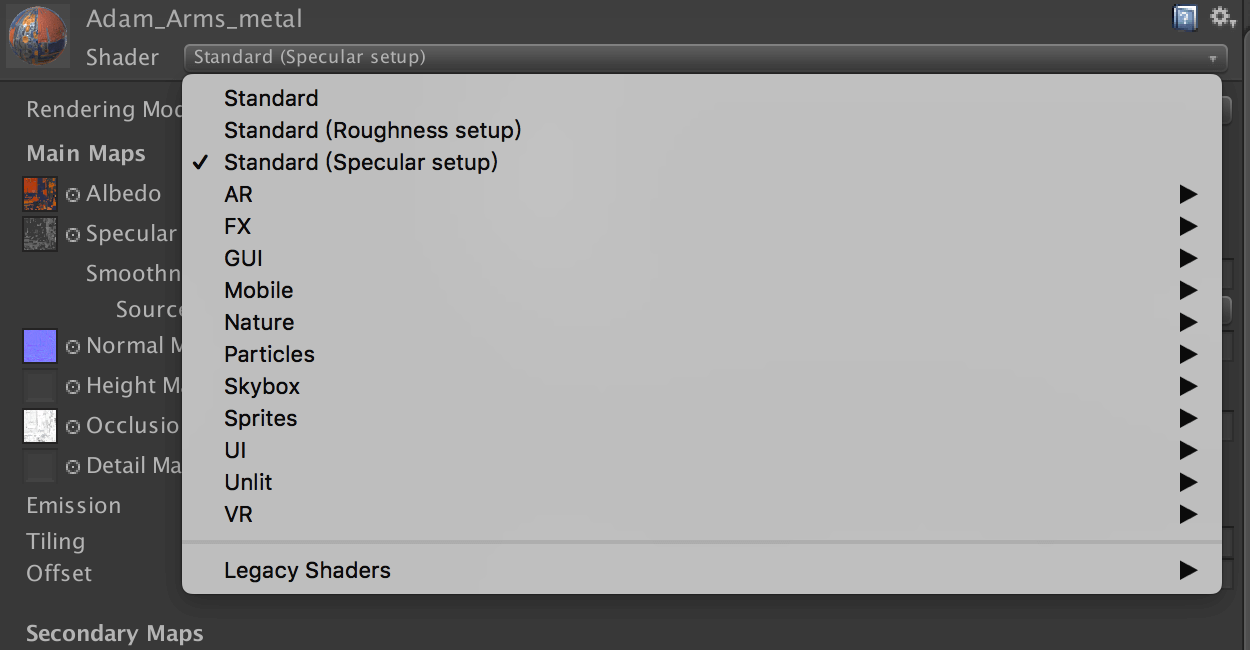 Adam_Arms_metal
Shader Standard (Specular setup)
Standard
Rendering Mod
Standard (Roughness setup)
Main Maps
Standard (Specular setup)
Albedo
AR
FX
Specular
GUI
Smoothn
Mobile
Source
Nature
Normal M
Particles
Height Ma
Skybox
Sprites
Occlusio
UI
Detail Ma
Unlit
Emission
VR
Tiling
Legacy Shaders
Offset
Secondary Maps